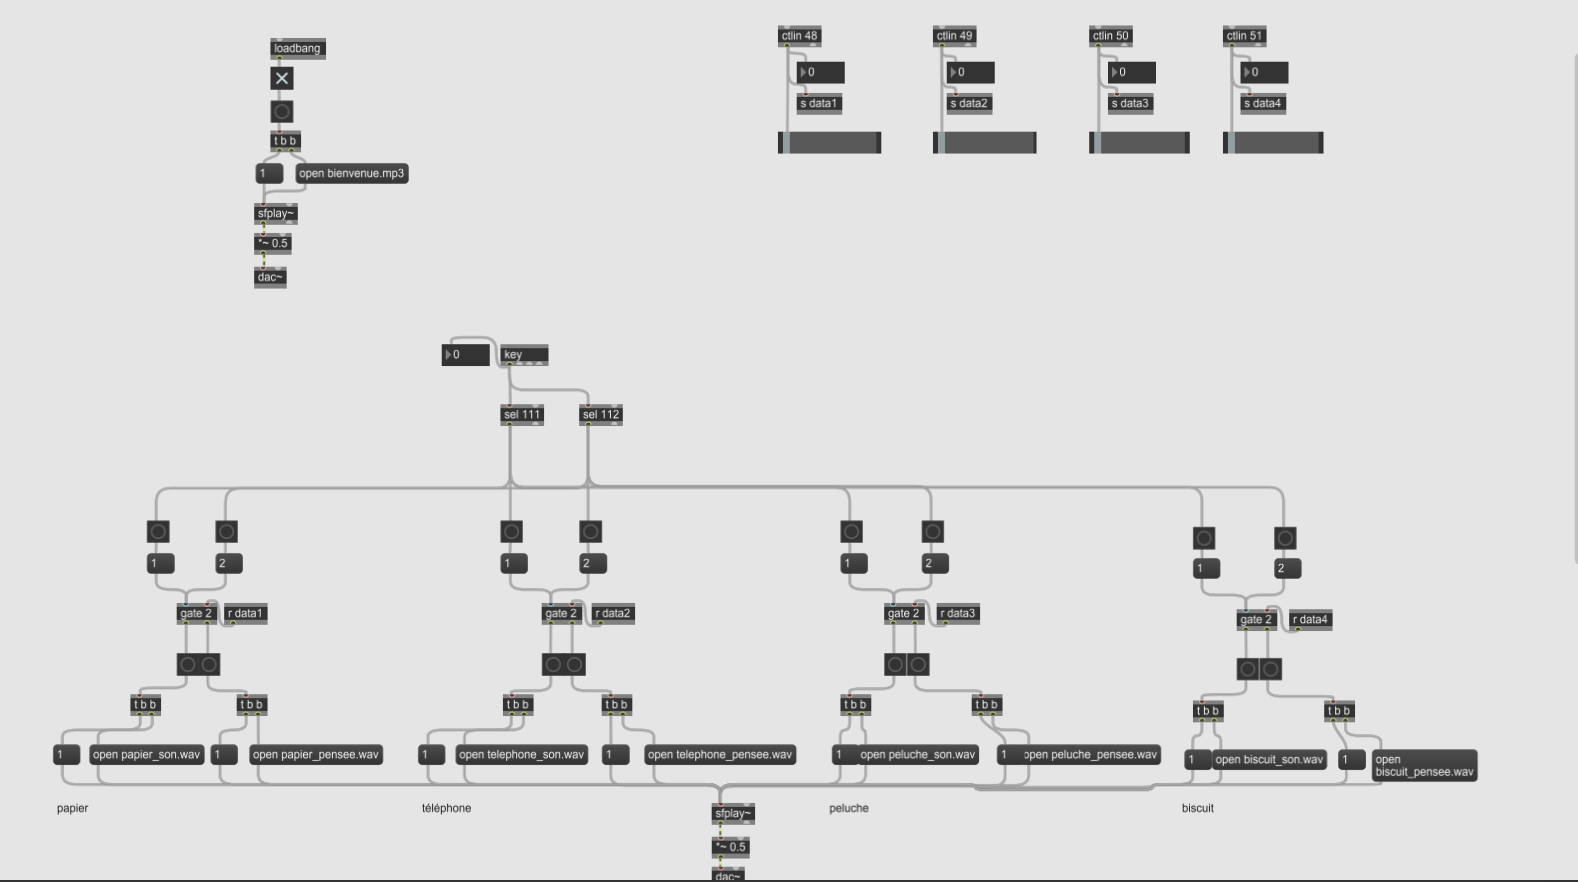 loadbang
t b b
1
open bienvenue.mp3
sfplay~
*~ 0.5
dac~
ctlin 48
ctlin 49
ctlin 50
ctlin 51
0
0
0
0
s data1
s data2
s data3
s data4
0
key
sel 111
sel 112
1
2
1
2
1
2
1
2
gate 2
r data1
gate 2
r data2
gate 2
r data3
gate 2
r data4
t b b
t b b
t b b
t b b
t b b
t b b
t b b
t b b
1
open papier_son.wav
1
open papier_pensee.wav
1
open telephone_son.wav
1
open telephone_pensee.wav
1
open peluche_son.wav
1
open peluche_pensee.wav
1
open biscuit_son.wav
1
open
biscuit_pensee.wav
papier
téléphone
peluche
biscuit
sfplay~
*~ 0.5
dac~